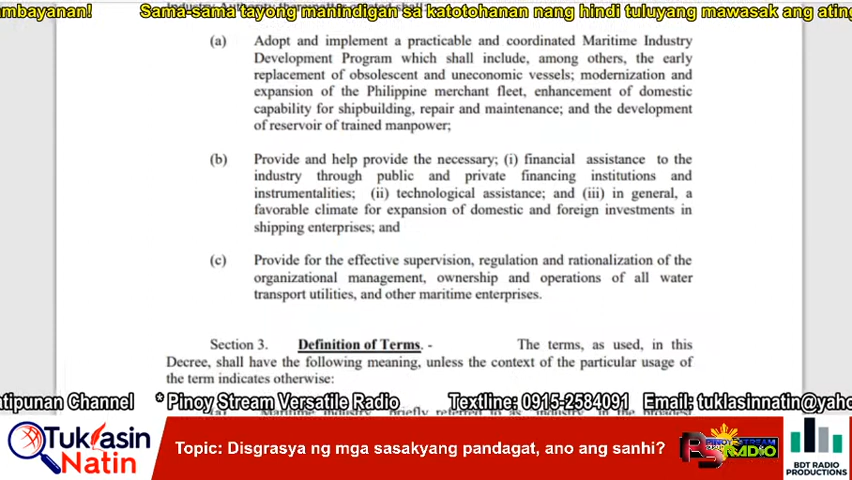 ambayanan! Sama-sama tayong manindigan sa katotohanan nang hindi tuluyang mawasak ang ating
(a) Adopt and implement a practicable and coordinated Maritime Industry
Development Program which shall include, among others, the early
replacement of obsolescent and uneconomic vessels; modernization and
expansion of the Philippine merchant fleet, enhancement of domestic
capability for shipbuilding, repair and maintenance; and the development
of reservoir of trained manpower;
(b) Provide and help provide the necessary; (i) financial assistance to the
industry through public and private financing institutions and
instrumentalities; (ii) technological assistance; and (iii) in general, a
favorable climate for expansion of domestic and foreign investments in
shipping enterprises; and
(c) Provide for the effective supervision, regulation and rationalization of the
organizational management, ownership and operations of all water
transport utilities, and other maritime enterprises.
Section 3. Definition of Terms. - The terms, as used, in this
Decree, shall have the following meaning, unless the context of the particular usage of
the term indicates otherwise:
atipunan Channel * Pinoy Stream Versatile Radio Textline: 0915-2584091 Email: tuklasinnatin@yaho
Tuklasin
Natin
Topic: Disgrasya ng mga sasakyang pandagat, ano ang sanhi?
PINOY STREAM
RADIO
BDT RADIO
PRODUCTIONS